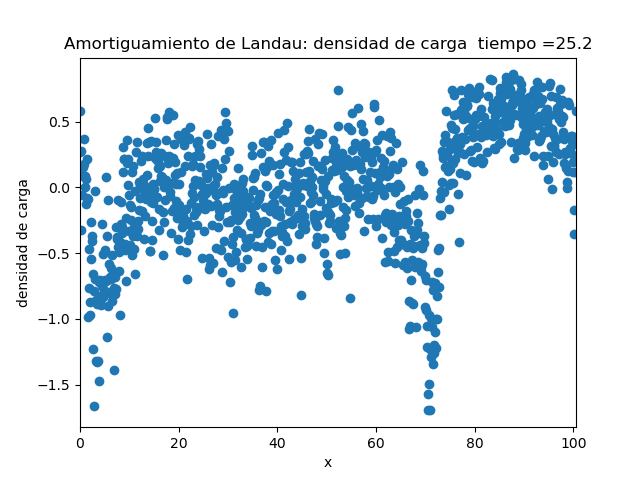 Amortiguamiento de Landau: densidad de carga  tiempo =25.2
densidad de carga
0.5
0.0
−0.5
−1.0
−1.5
0 20 40 60 80 100
x